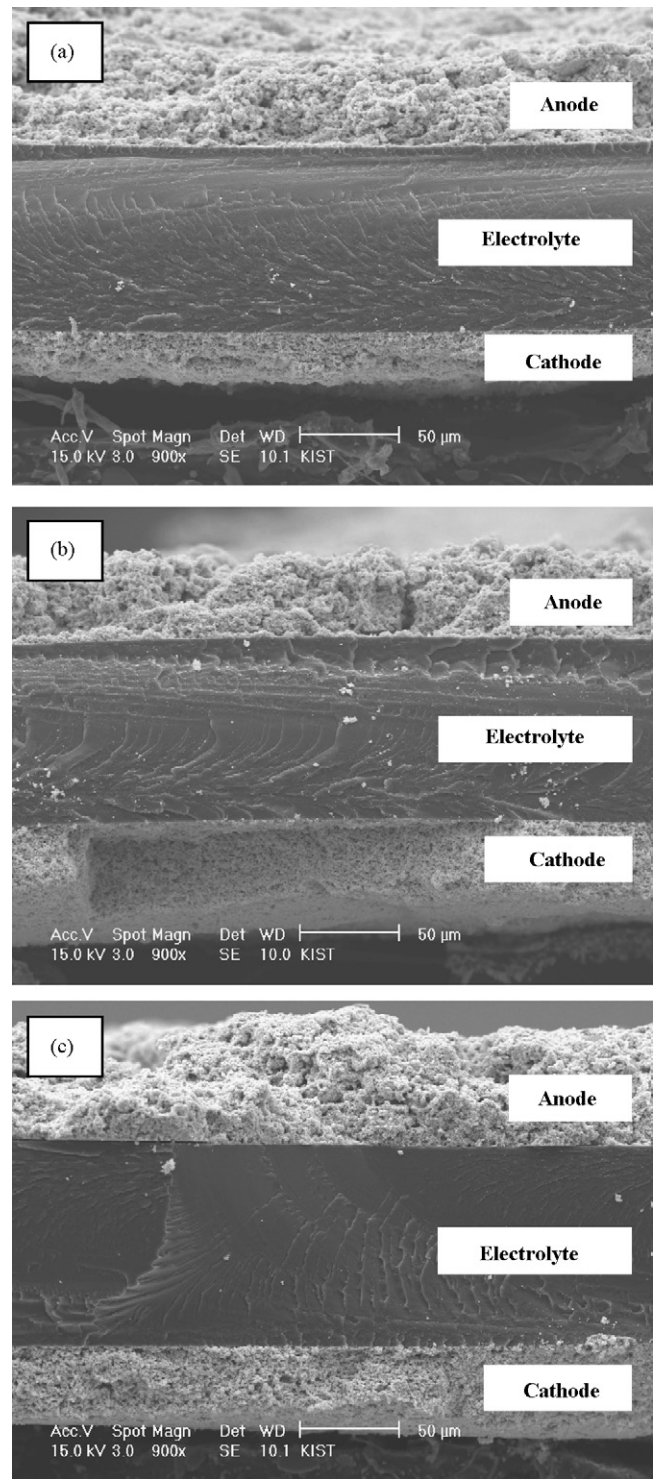 (a)
Anode
Electrolyte
Cathode
Acc.V Spot Magn Det WD 50 µm
15.0 kV 3.0 900x SE 10.1 KIST
(b)
Anode
Electrolyte
Cathode
Acc.V Spot Magn Det WD 50 µm
15.0 kV 3.0 900x SE 10.0 KIST
(c)
Anode
Electrolyte
Cathode
Acc.V Spot Magn Det WD 50 µm
15.0 kV 3.0 900x SE 10.1 KIST